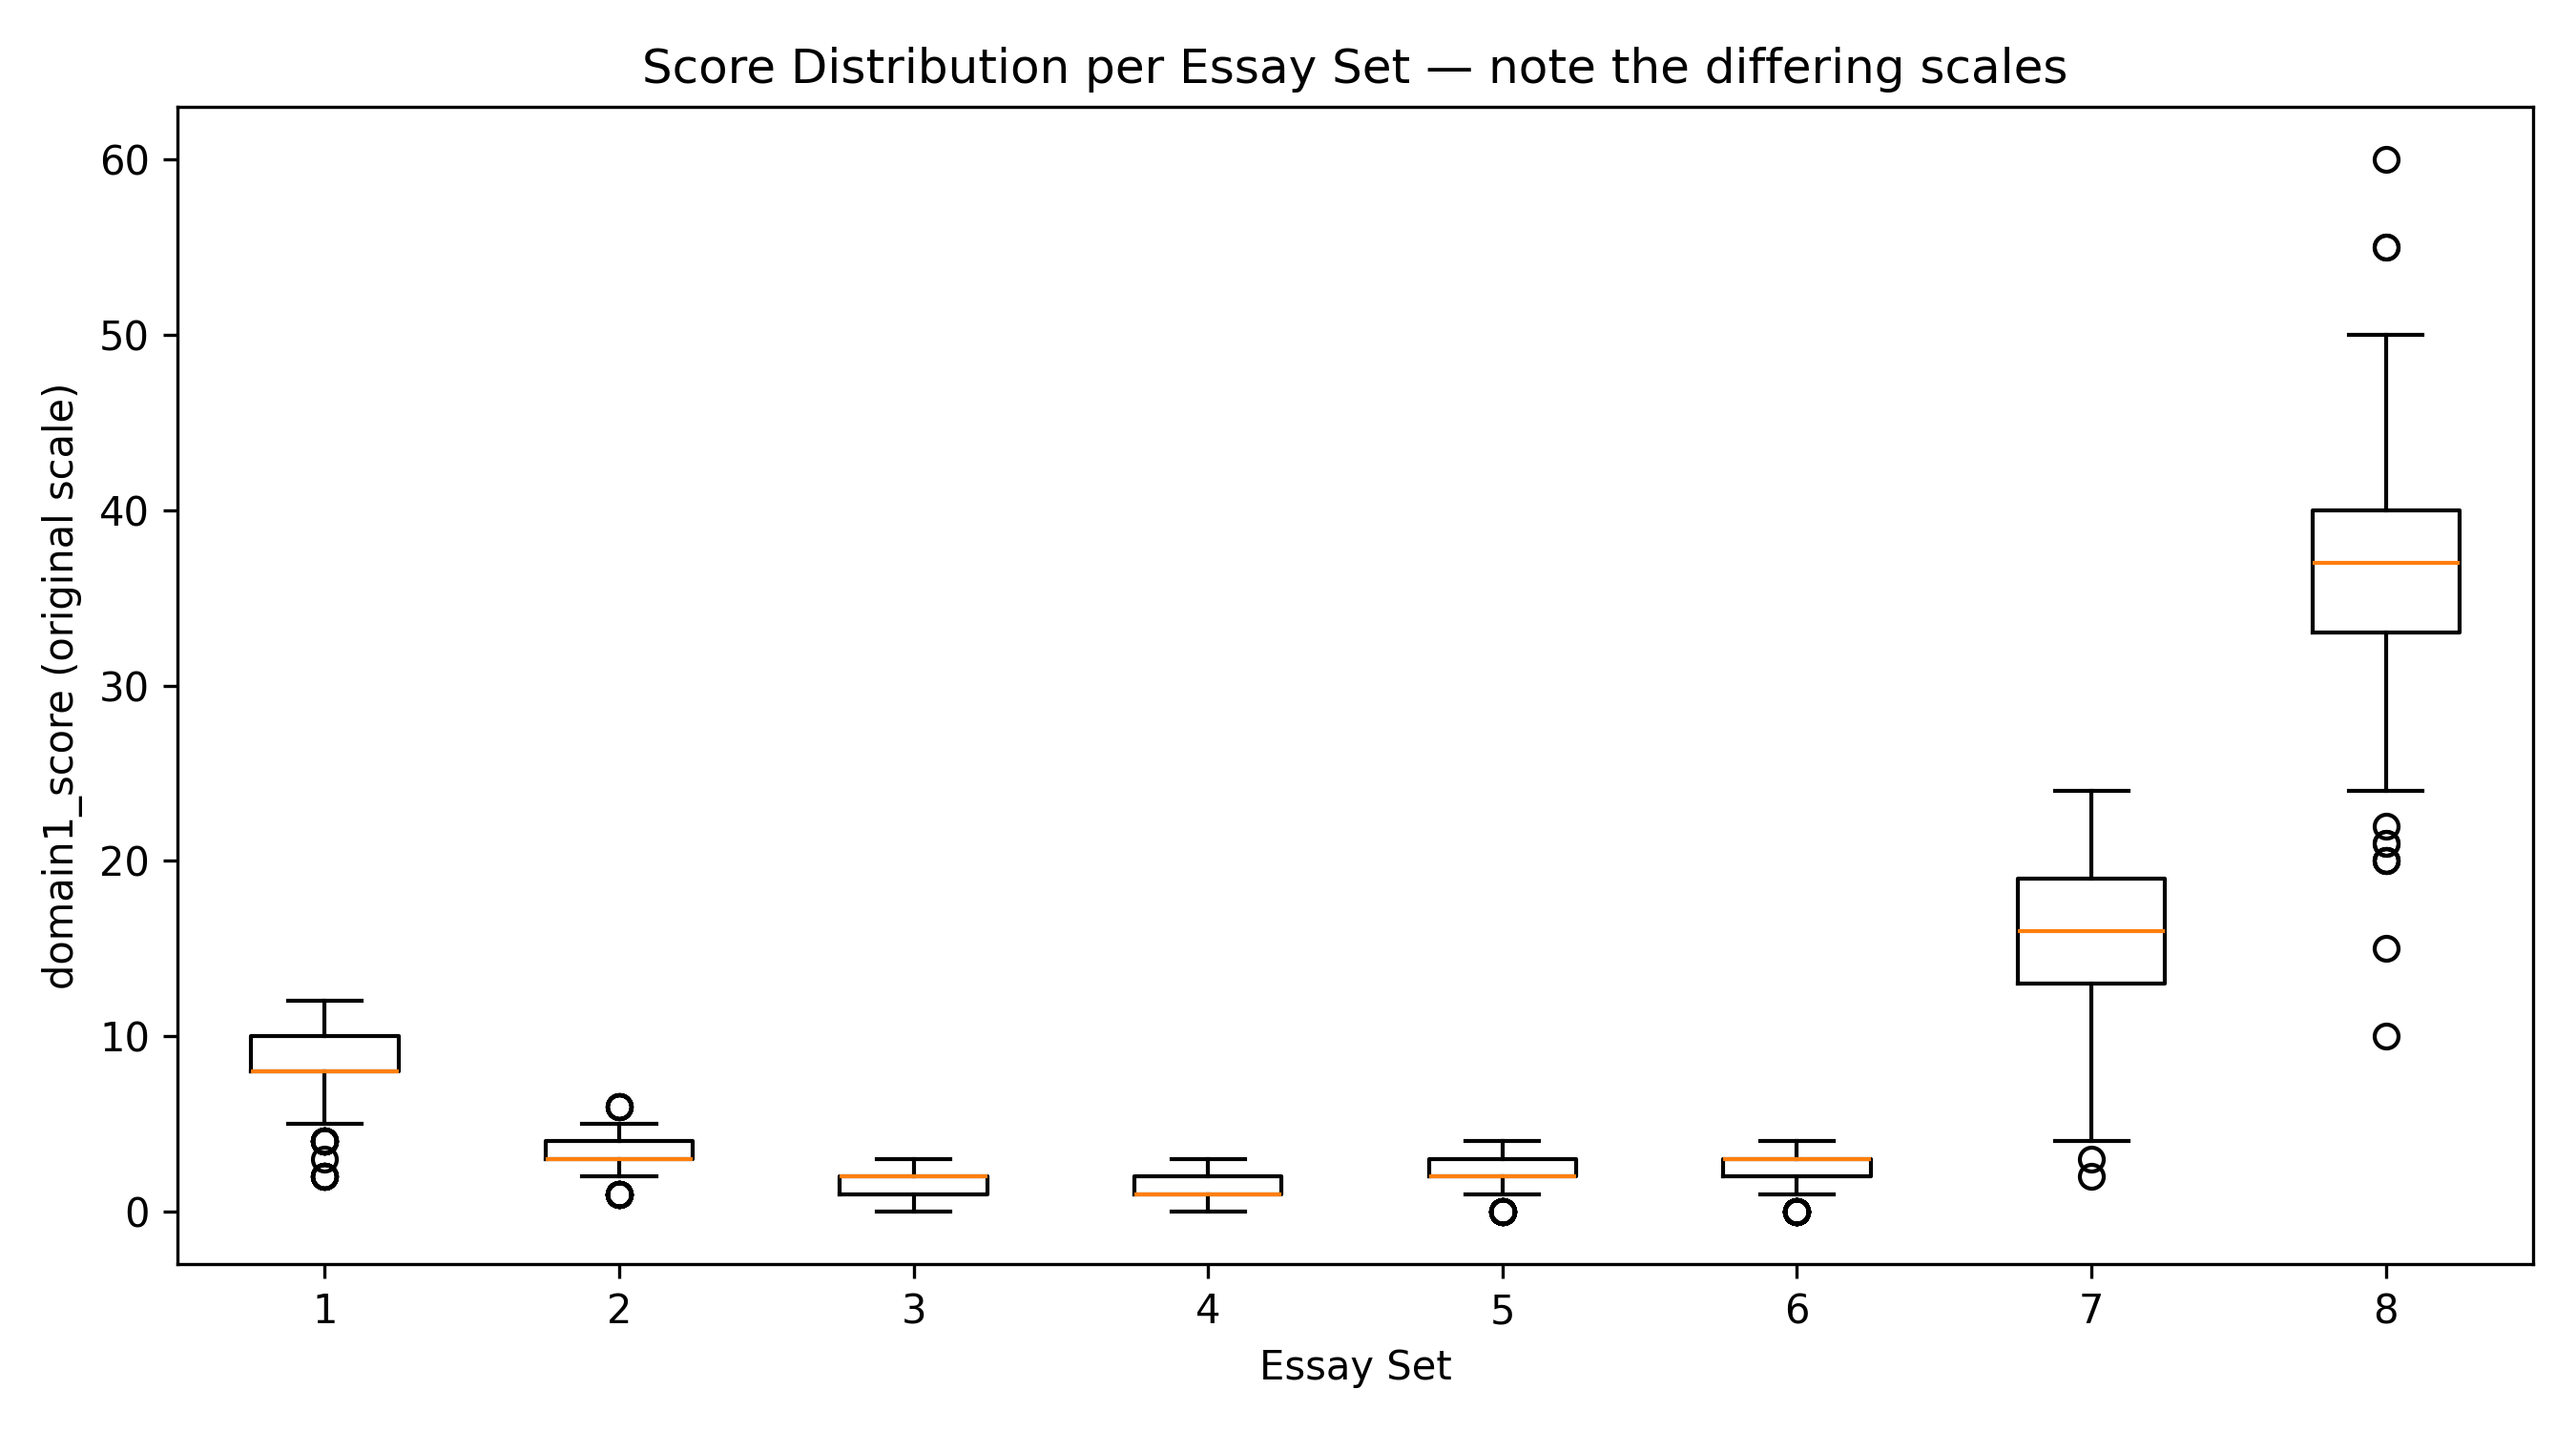 Score Distribution per Essay Set — note the differing scales
domain1_score (original scale)
60
50
40
30
20
10
0
1 2 3 4 5 6 7 8
Essay Set